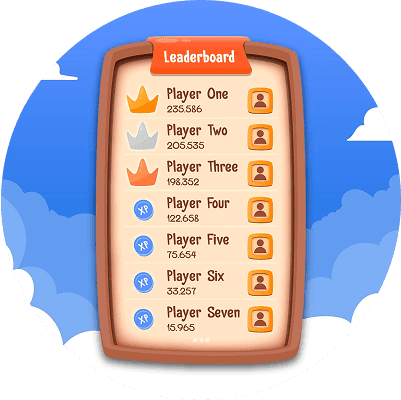 Leaderboard
Player One
235.586
Player Two
205.535
Player Three
198.352
XP
Player Four
122.658
XP
Player Five
75.654
XP
Player Six
33.257
XP
Player Seven
15.965